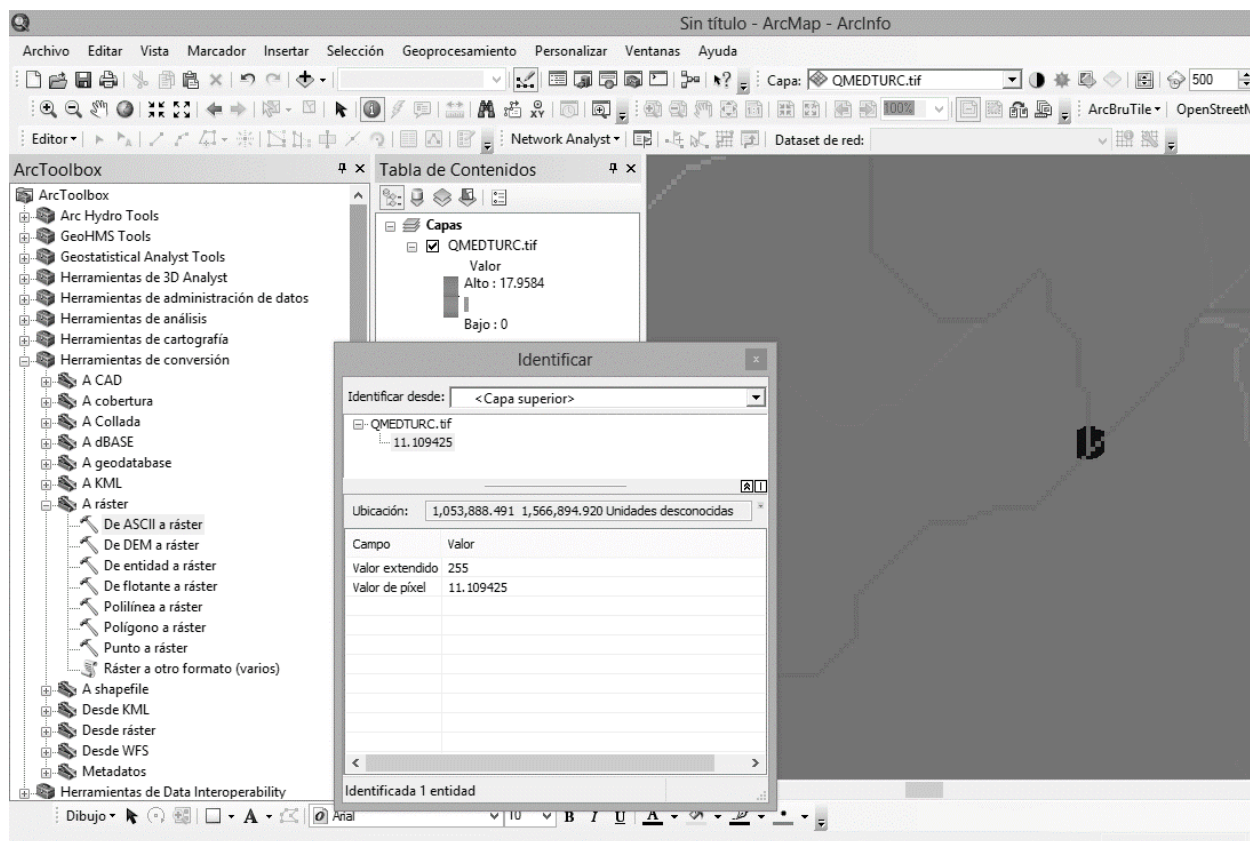 Sin título - ArcMap - ArcInfo
Archivo Editar Vista Marcador Insertar Selección Geoprocesamiento Personalizar Ventanas Ayuda
Capa: QMEDTURC.tif 500
100% ArcBruTile OpenStreetM
Editor Network Analyst Dataset de red:
ArcToolbox
ArcToolbox
Arc Hydro Tools
GeoHMS Tools
Geostatistical Analyst Tools
Herramientas de 3D Analyst
Herramientas de administración de datos
Herramientas de análisis
Herramientas de cartografía
Herramientas de conversión
A CAD
A cobertura
A Collada
A dBASE
A geodatabase
A KML
A ráster
De ASCII a ráster
De DEM a ráster
De entidad a ráster
De flotante a ráster
Polilínea a ráster
Polígono a ráster
Punto a ráster
Ráster a otro formato (varios)
A shapefile
Desde KML
Desde ráster
Desde WFS
Metadatos
Herramientas de Data Interoperability
Tabla de Contenidos
Capas
QMEDTURC.tif
Valor
Alto : 17.9584
Bajo : 0
Identificar
Identificar desde: <Capa superior>
QMEDTURC.tif
11.109425
Ubicación: 1,053,888.491 1,566,894.920 Unidades desconocidas
Campo Valor
Valor extendido 255
Valor de píxel 11.109425
Identificada 1 entidad
Dibujo A Arial 10 B I U A